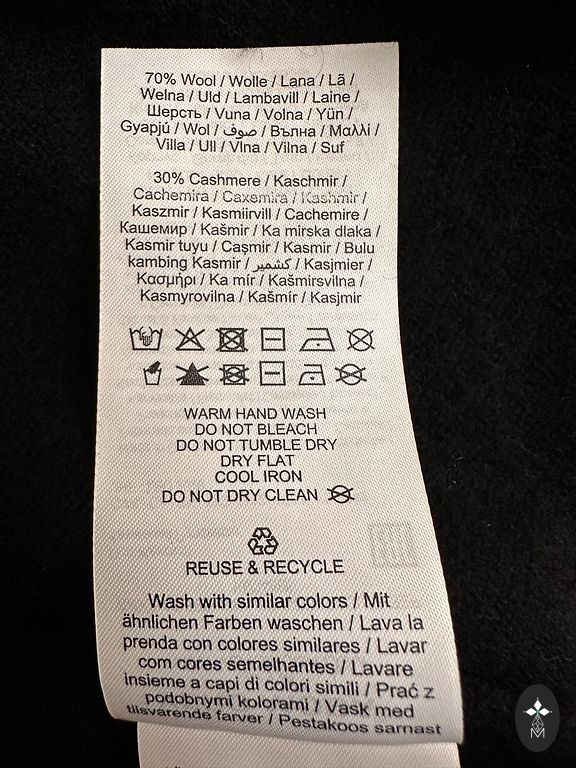 70% Wool / Wolle / Lana / Lã /
Welna / Uld / Lambavill / Laine /
Шерсть / Vuna / Volna / Yün /
Gyapjú / Wol / صوف / Вълна / Μαλλί /
Villa / Ull / Vlna / Vilna / Suf
30% Cashmere / Kaschmir /
Cachemira / Caxemira / Kashmir /
Kaszmir / Kasmiirvill / Cachemire /
Кашемир / Kašmir / Ka mirska dlaka /
Kasmir tuyu / Caşmir / Kasmir / Bulu
kambing Kasmir / كشمير / Kasjmier /
Κασμήρι / Ka mír / Kašmirsvilna /
Kasmyrovilna / Kašmír / Kasjmir
WARM HAND WASH
DO NOT BLEACH
DO NOT TUMBLE DRY
DRY FLAT
COOL IRON
DO NOT DRY CLEAN
REUSE & RECYCLE
Wash with similar colors / Mit
ähnlichen Farben waschen / Lava la
prenda con colores similares / Lavar
com cores semelhantes / Lavare
insieme a capi di colori simili / Prać z
podobnymi kolorami / Vask med
tilsvarende farver / Pestakoos sarnast
M